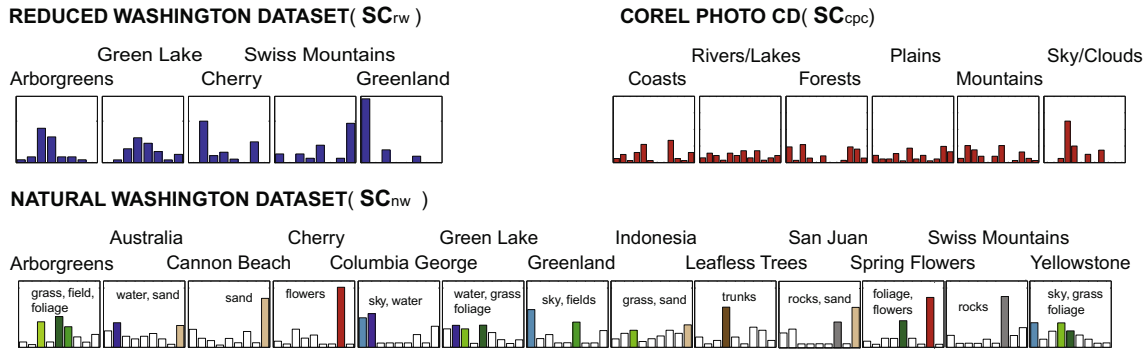 REDUCED WASHINGTON DATASET( SCrw )
Green Lake Swiss Mountains
Arborgreens Cherry Greenland
COREL PHOTO CD( SCcpc)
Rivers/Lakes Plains Sky/Clouds
Coasts Forests Mountains
NATURAL WASHINGTON DATASET( SCnw )
Australia Cherry Green Lake Indonesia San Juan Swiss Mountains
Arborgreens Cannon Beach Columbia George Greenland Leafless Trees Spring Flowers Yellowstone
grass, field,
foliage
water, sand
sand
flowers
sky, water
water, grass
foliage
sky, fields
grass, sand
trunks
rocks, sand
foliage,
flowers
rocks
sky, grass
foliage